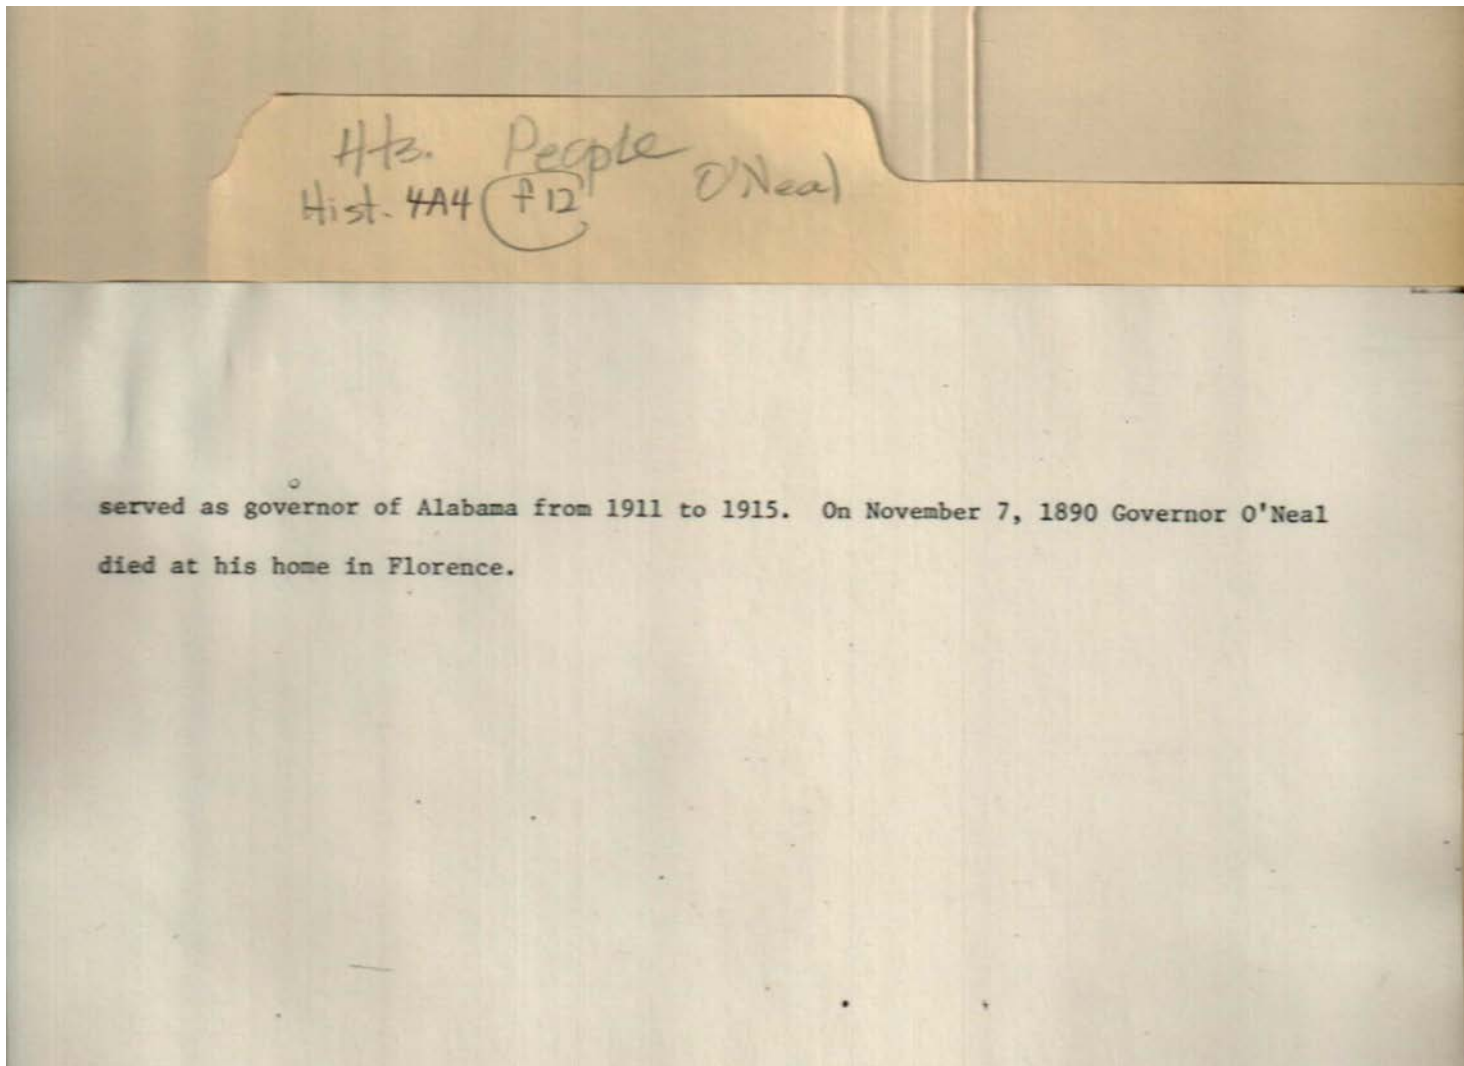 Hts. People
O'Neal
Hist. 4A4 f12
served as governor of Alabama from 1911 to 1915.  On November 7, 1890 Governor O'Neal
died at his home in Florence.